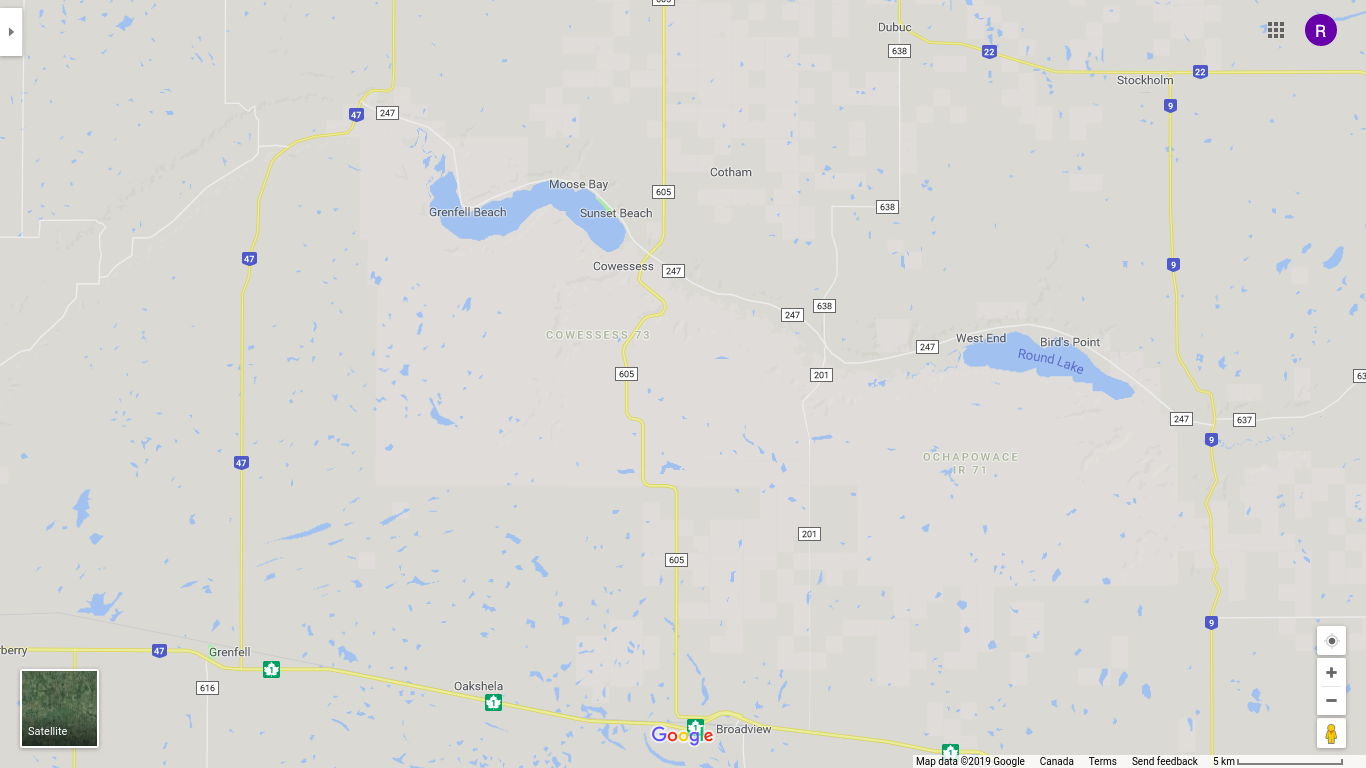 605
Dubuc
R
638
22
22
Stockholm
9
47
247
Cotham
Moose Bay
605
638
Grenfell Beach
Sunset Beach
47
Cowessess
247
9
638
247
COWESSESS 73
West End
Bird's Point
247
Round Lake
605
201
63
247
637
9
OCHAPOWACE
IR 71
47
201
605
9
47
Grenfell
rberry
1
616
Oakshela
1
Satellite
1
Broadview
Google
1
Map data ©2019 Google Canada Terms Send feedback 5 km